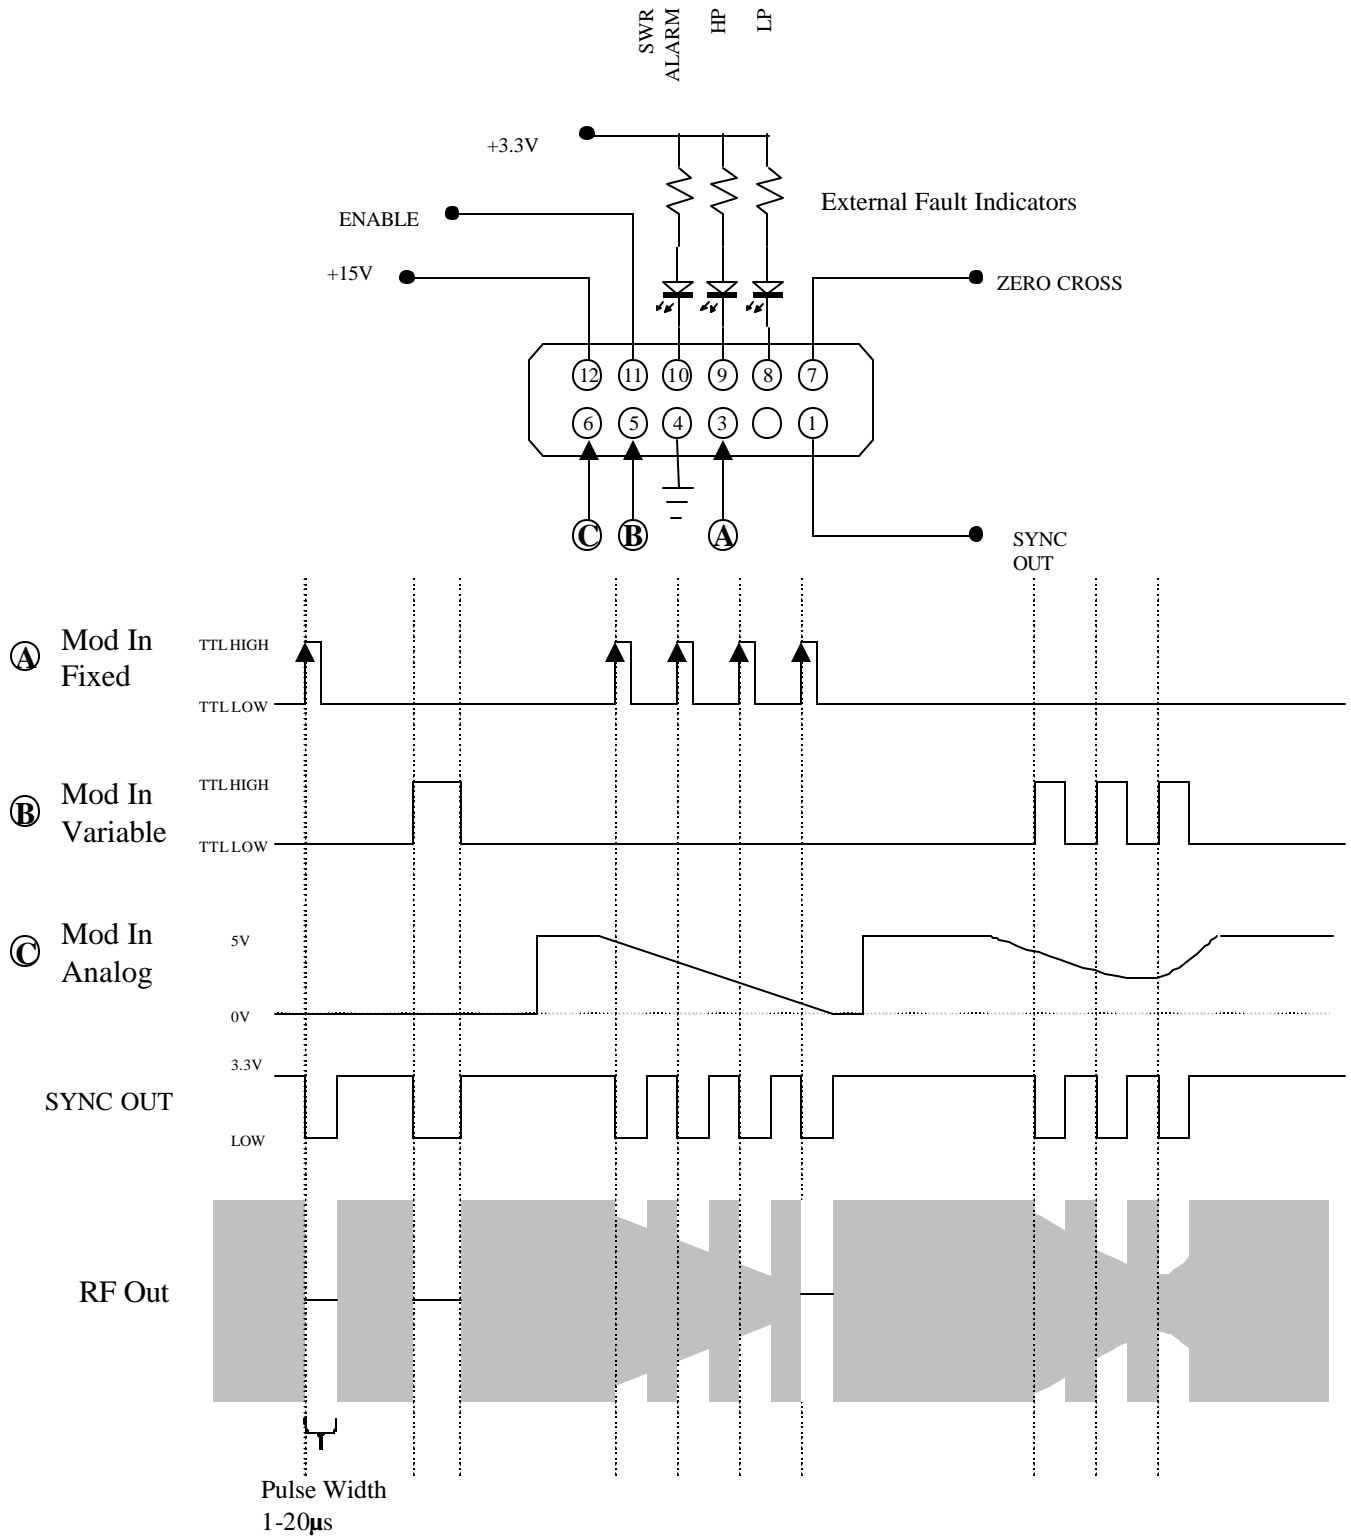 SWR
ALARM
HP
LP
+3.3V
External Fault Indicators
ENABLE
+15V
ZERO CROSS
12 11 10 9 8 7
6 5 4 3 1
C B A
SYNC
OUT
A Mod In
Fixed
TTL HIGH
TTL LOW
B Mod In
Variable
TTL HIGH
TTL LOW
C Mod In
Analog
5V
0V
3.3V
SYNC OUT
LOW
RF Out
Pulse Width
1-20µs